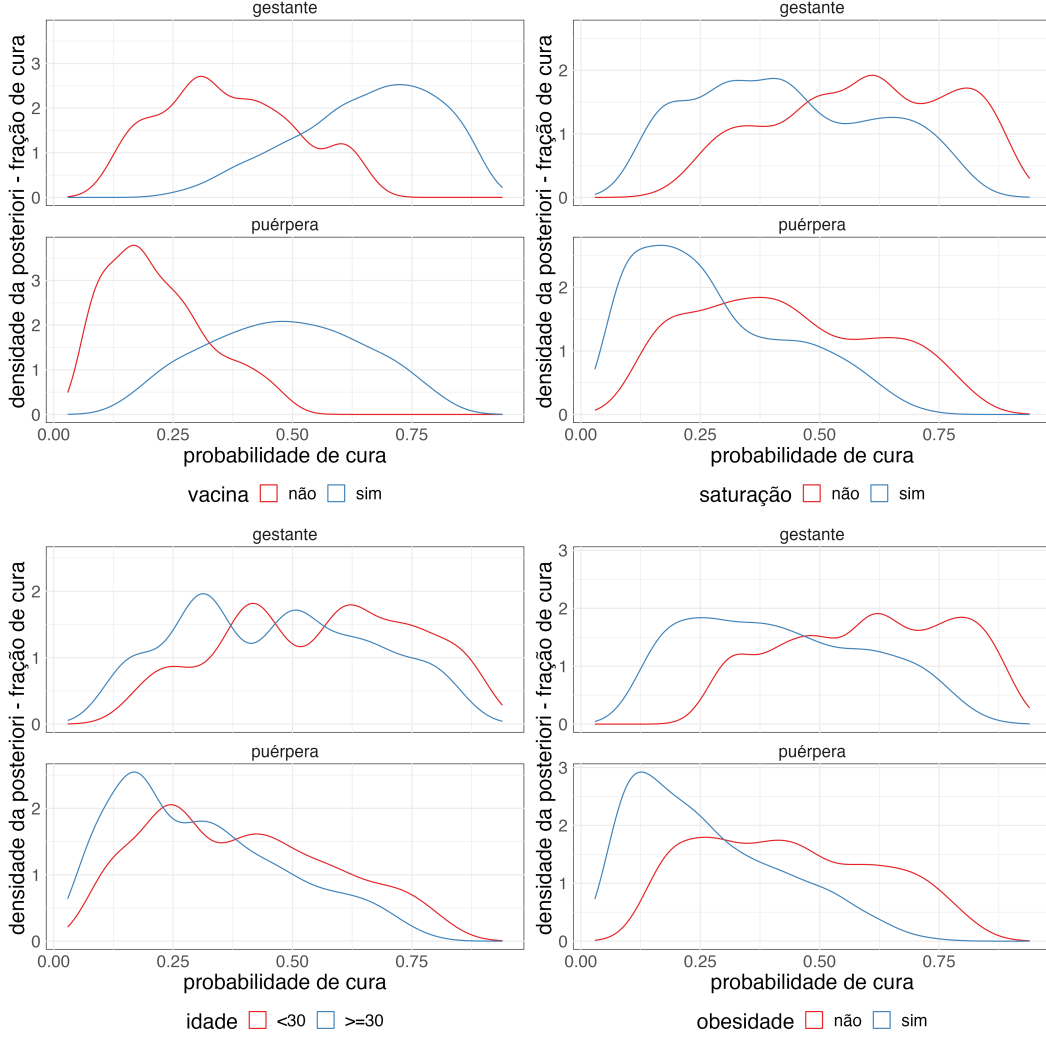 gestante
densidade da posteriori - fração de cura
3
2
1
0
puérpera
3
2
1
0
0.00 0.25 0.50 0.75
probabilidade de cura
vacina não sim
gestante
densidade da posteriori - fração de cura
2
1
0
puérpera
2
1
0
0.00 0.25 0.50 0.75
probabilidade de cura
saturação não sim
gestante
densidade da posteriori - fração de cura
2
1
0
puérpera
2
1
0
0.00 0.25 0.50 0.75
probabilidade de cura
idade <30 >=30
gestante
densidade da posteriori - fração de cura
3
2
1
0
puérpera
3
2
1
0
0.00 0.25 0.50 0.75
probabilidade de cura
obesidade não sim